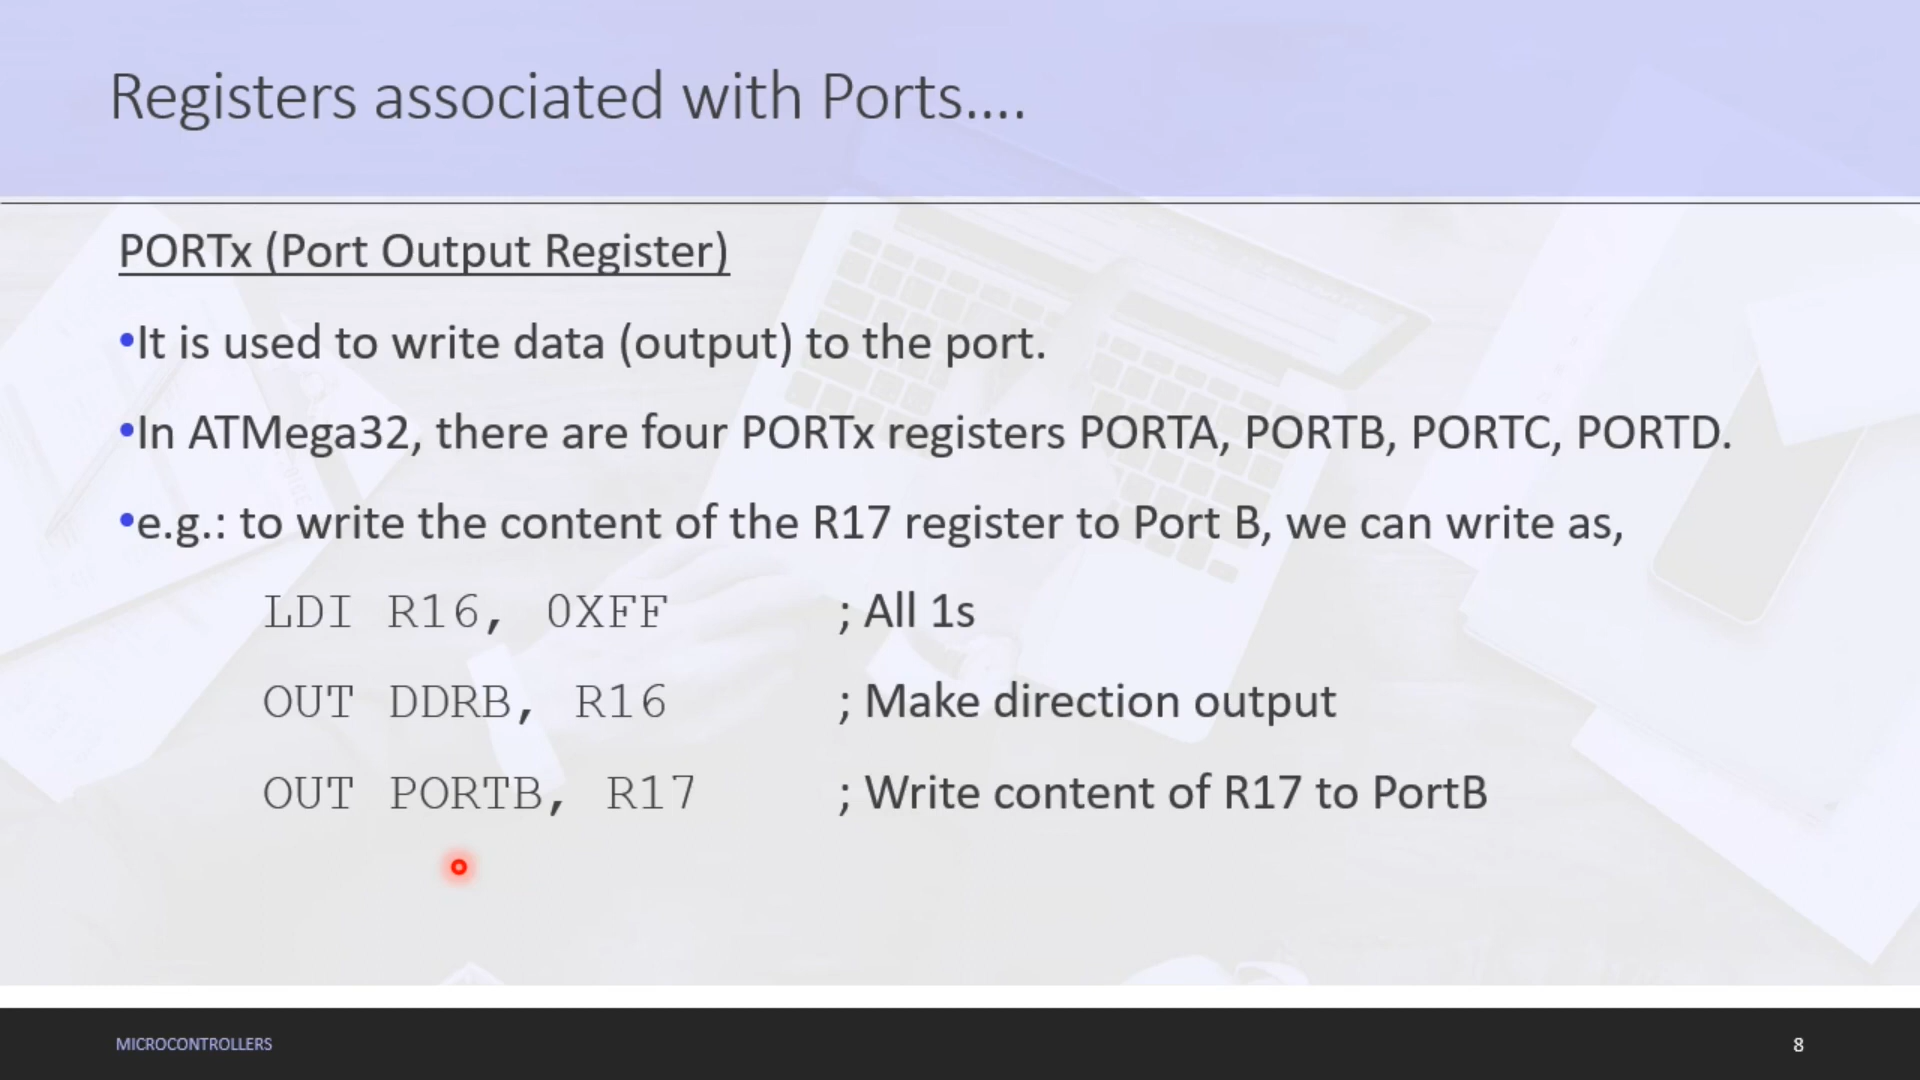 Registers associated with Ports....
PORTx (Port Output Register)
•It is used to write data (output) to the port.
•In ATMega32, there are four PORTx registers PORTA, PORTB, PORTC, PORTD.
•e.g.: to write the content of the R17 register to Port B, we can write as,
LDI R16, 0XFF ; All 1s
OUT DDRB, R16 ; Make direction output
OUT PORTB, R17 ; Write content of R17 to PortB
MICROCONTROLLERS 8